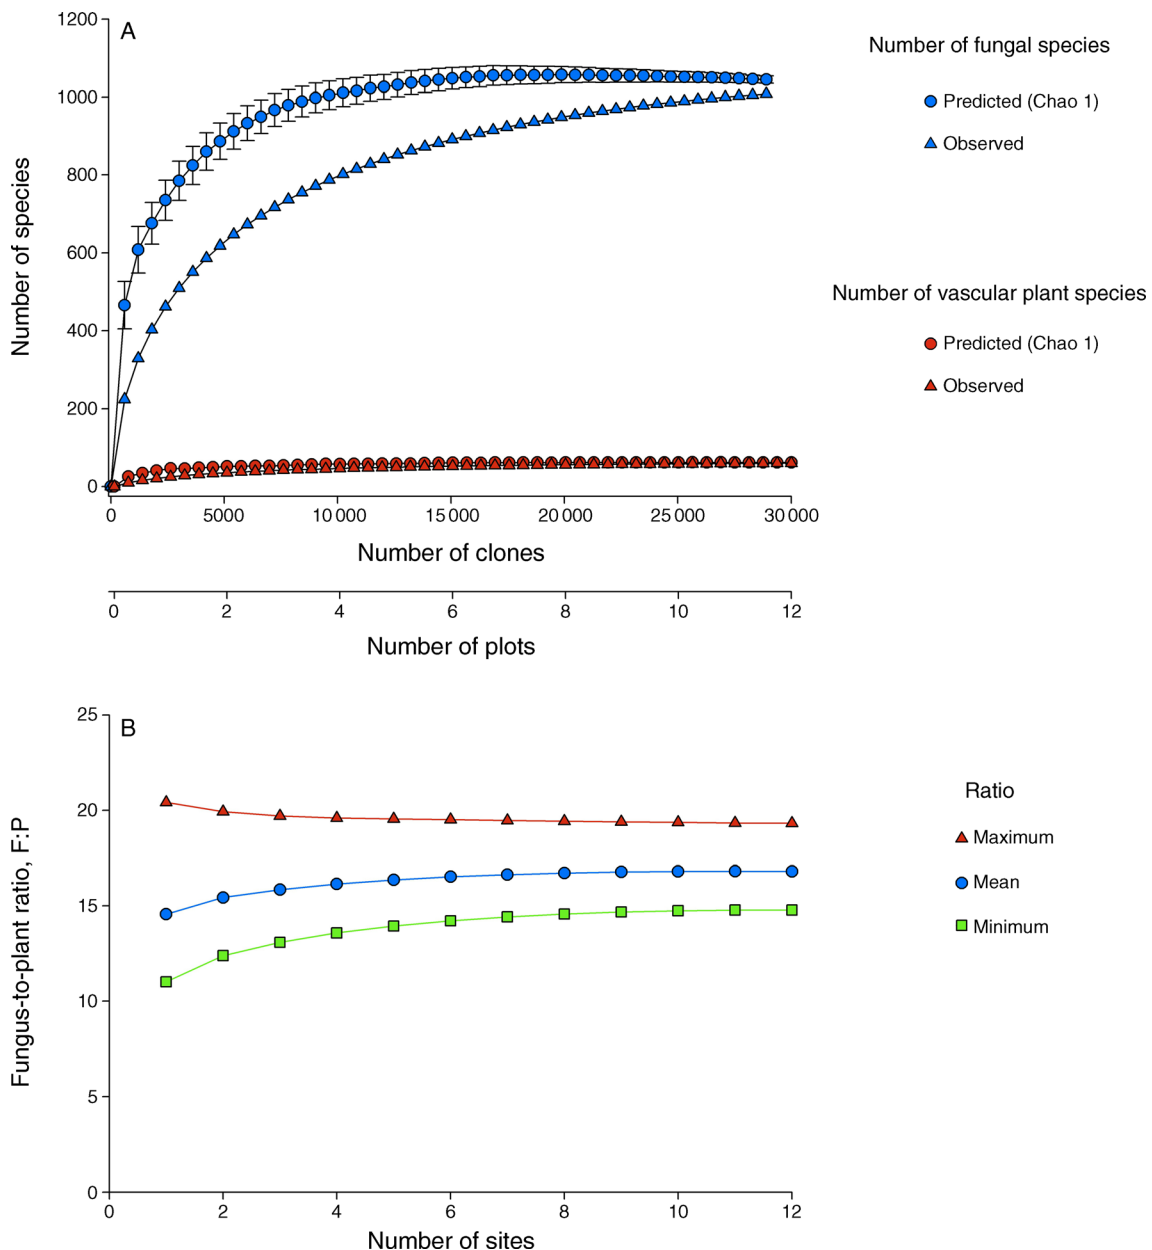 A
1200
1000
800
600
400
200
0
Number of species
0 5000 10 000 15 000 20 000 25 000 30 000
Number of clones
0 2 4 6 8 10 12
Number of plots
Number of fungal species
Predicted (Chao 1)
Observed
Number of vascular plant species
Predicted (Chao 1)
Observed
B
25
20
15
10
5
0
Fungus-to-plant ratio, F:P
0 2 4 6 8 10 12
Number of sites
Ratio
Maximum
Mean
Minimum